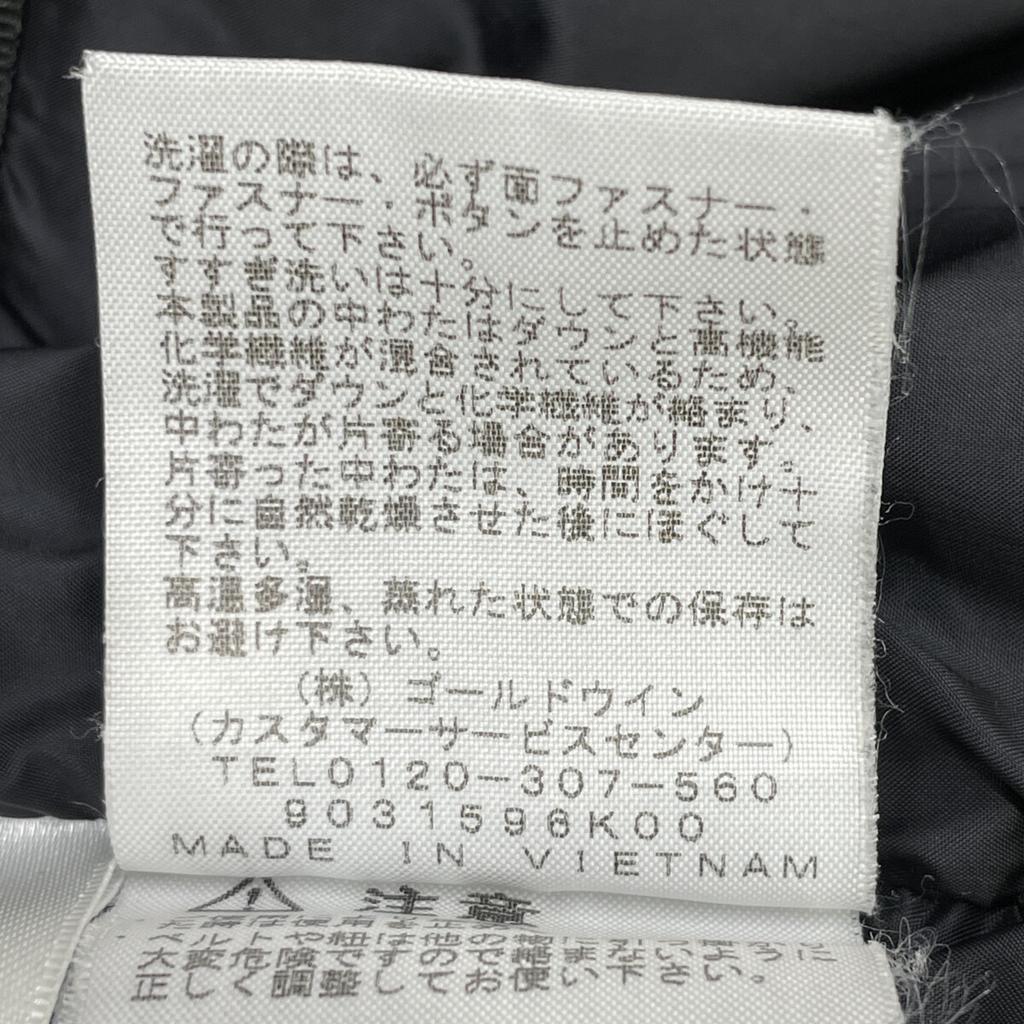 洗濯の際は、必ず面ファスナー・
ファスナー・ボタンを止めた状態
で行って下さい。
すすぎ洗いは十分にして下さい。
本製品の中わたはダウンと高機能
化学繊維が混合されているため、
洗濯でダウンと化学繊維が絡まり、
中わたが片寄る場合があります。
片寄った中わたは、時間をかけ十
分に自然乾燥させた後にほぐして
下さい。
高温多湿、蒸れた状態での保存は
お避け下さい。
(株)ゴールドウイン
(カスタマーサービスセンター)
TEL0120-307-560
9031596K00
MADE IN VIETNAM
注意
ベルトや紐は他の物に
大変危険ですので絡まないように
正しく調整してお使い下さい。